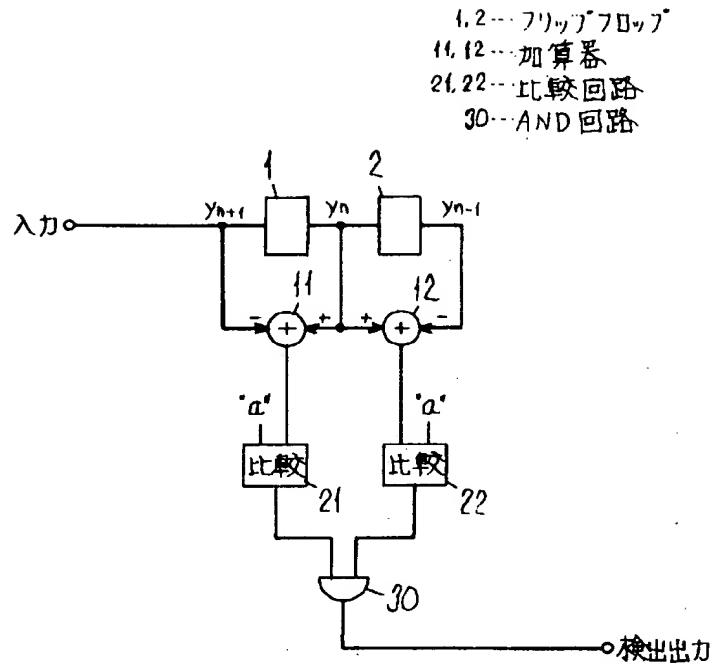 1,2…フリップフロップ
11,12…加算器
21,22…比較回路
30…AND回路
1
2
入力
yn+1
yn
yn-1
11
12
-
+
+
+
+
-
"a"
"a"
比較
21
比較
22
30
検出出力